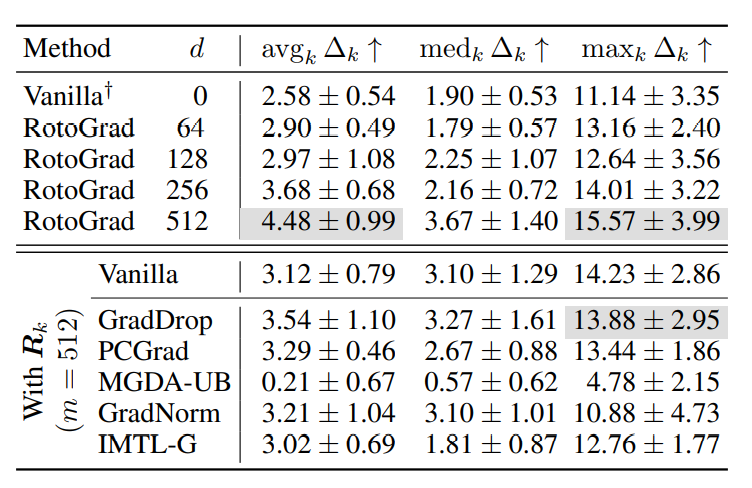 Method d avg_k Δ_k ↑ med_k Δ_k ↑ max_k Δ_k ↑
Vanilla† 0 2.58 ± 0.54 1.90 ± 0.53 11.14 ± 3.35
RotoGrad 64 2.90 ± 0.49 1.79 ± 0.57 13.16 ± 2.40
RotoGrad 128 2.97 ± 1.08 2.25 ± 1.07 12.64 ± 3.56
RotoGrad 256 3.68 ± 0.68 2.16 ± 0.72 14.01 ± 3.22
RotoGrad 512 4.48 ± 0.99 3.67 ± 1.40 15.57 ± 3.99
With R_k
(m = 512)
Vanilla 3.12 ± 0.79 3.10 ± 1.29 14.23 ± 2.86
GradDrop 3.54 ± 1.10 3.27 ± 1.61 13.88 ± 2.95
PCGrad 3.29 ± 0.46 2.67 ± 0.88 13.44 ± 1.86
MGDA-UB 0.21 ± 0.67 0.57 ± 0.62 4.78 ± 2.15
GradNorm 3.21 ± 1.04 3.10 ± 1.01 10.88 ± 4.73
IMTL-G 3.02 ± 0.69 1.81 ± 0.87 12.76 ± 1.77